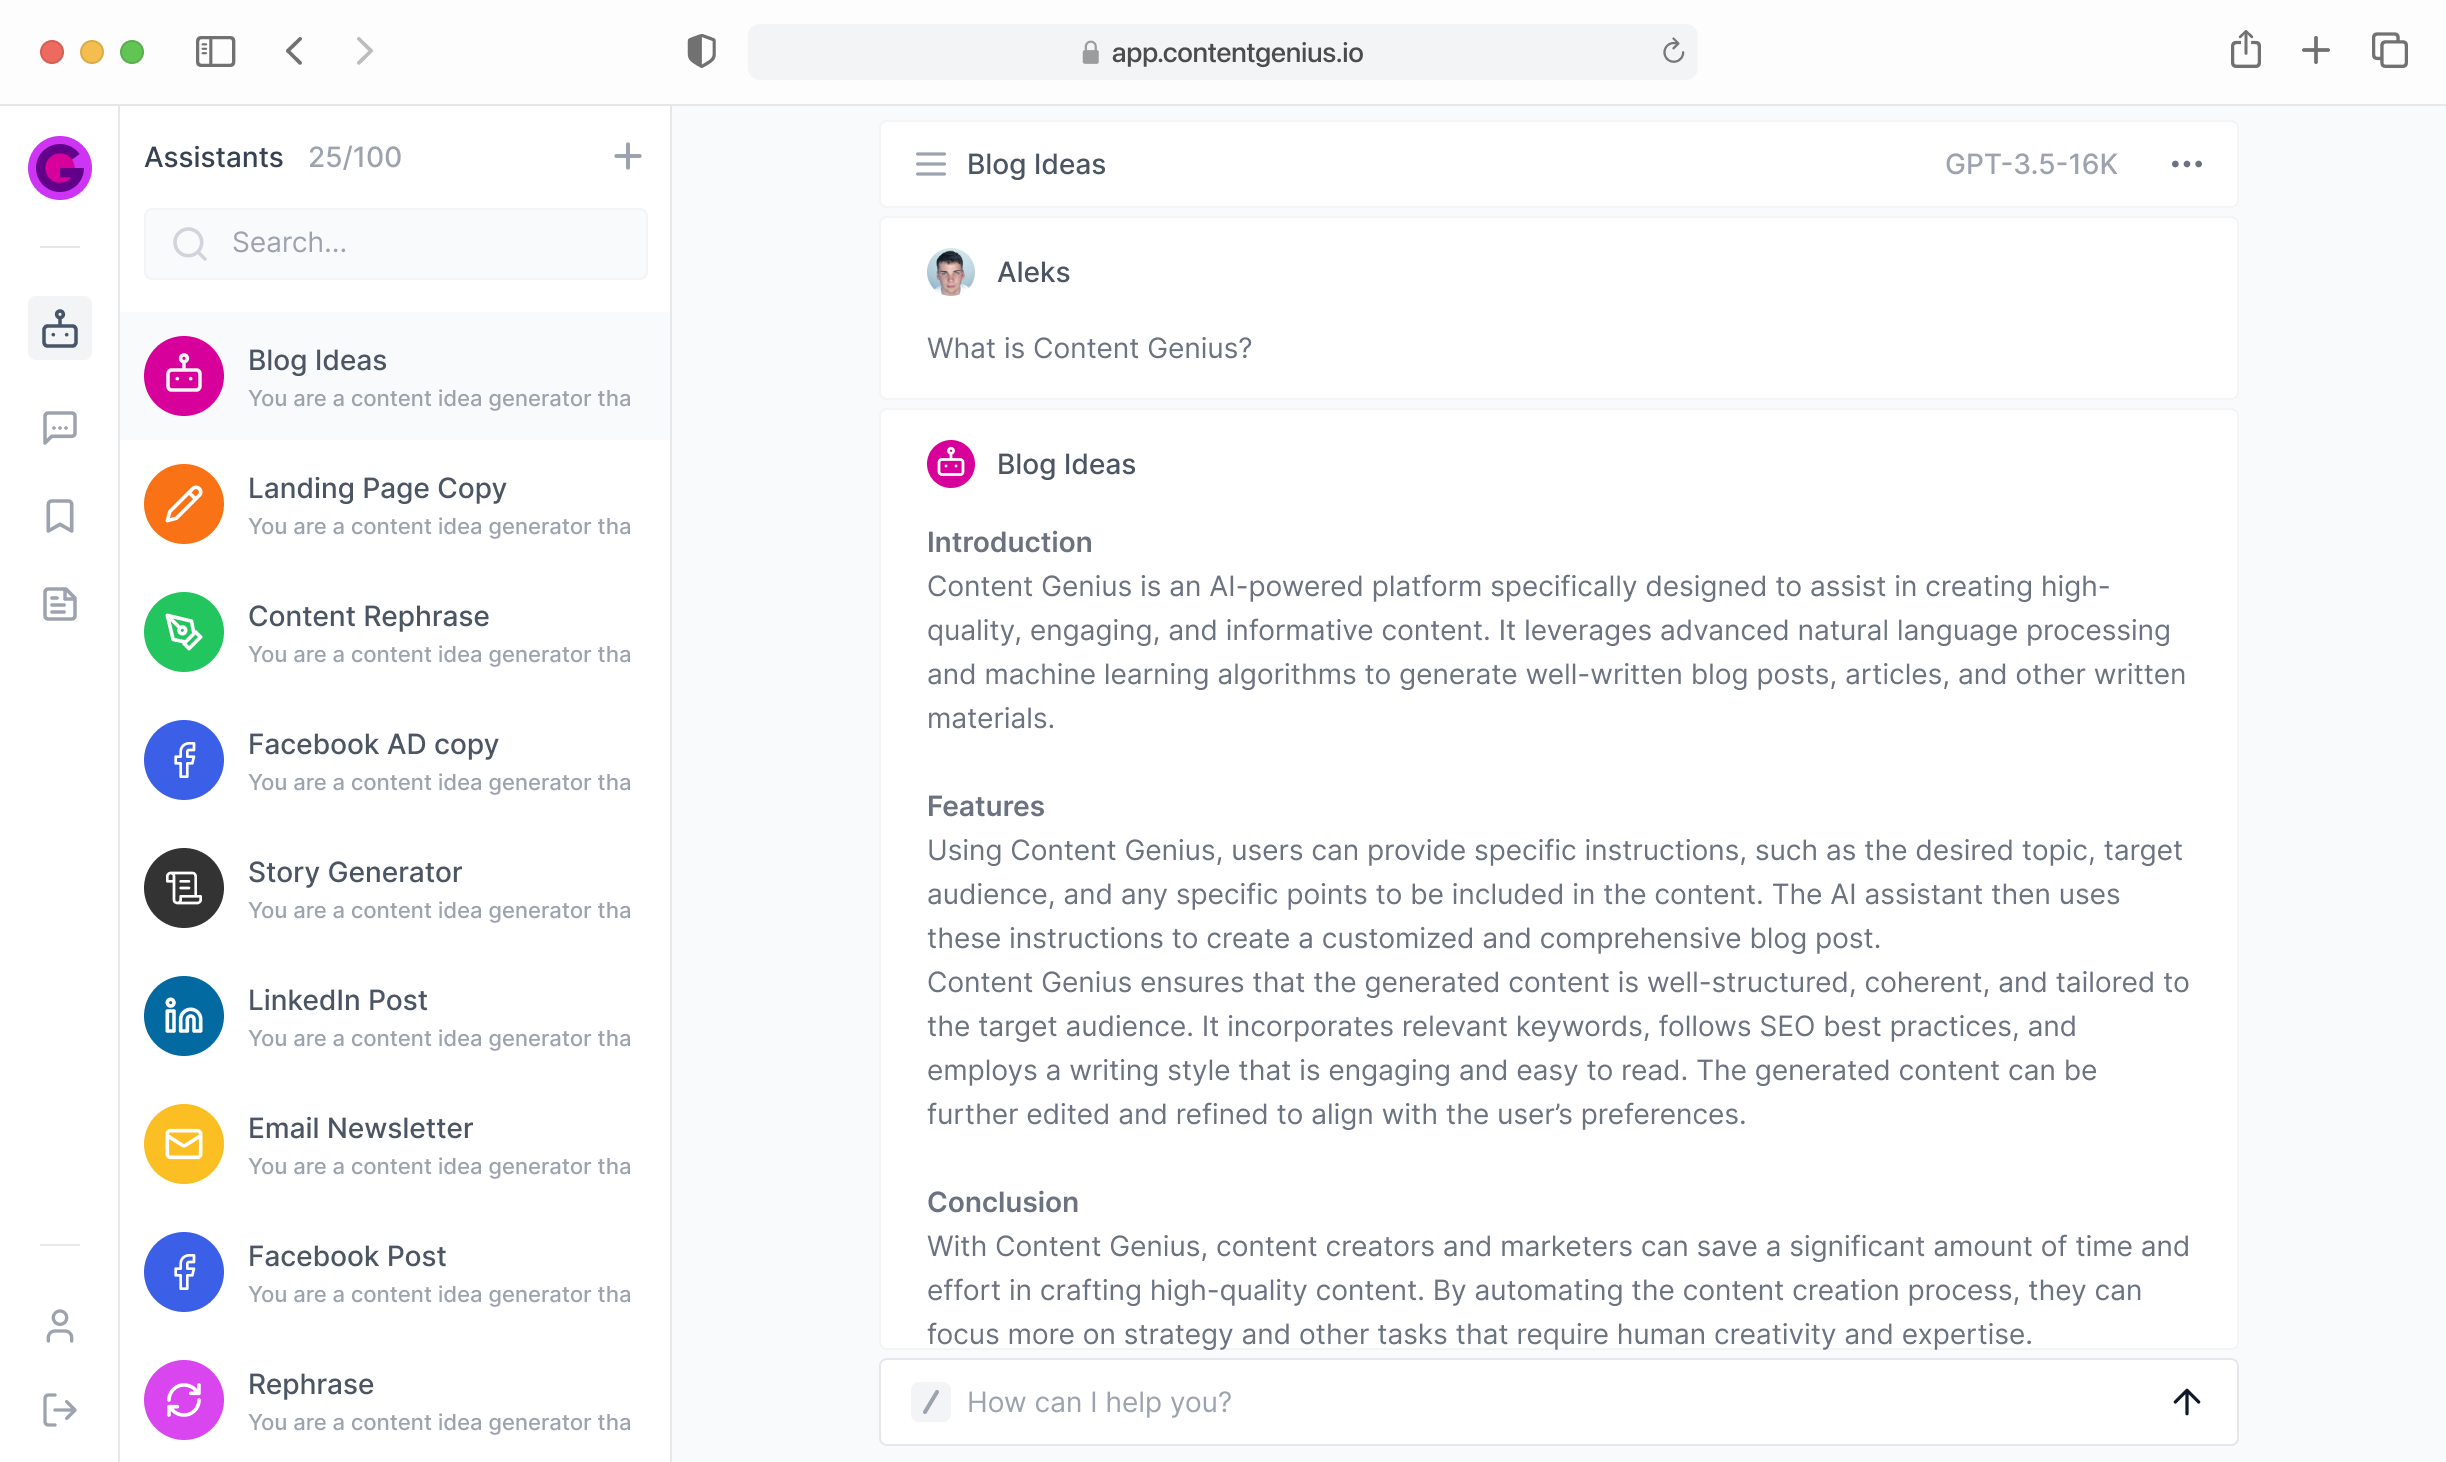 app.contentgenius.io
Assistants 25/100
Search...
Blog Ideas
You are a content idea generator tha
Landing Page Copy
You are a content idea generator tha
Content Rephrase
You are a content idea generator tha
Facebook AD copy
You are a content idea generator tha
Story Generator
You are a content idea generator tha
LinkedIn Post
You are a content idea generator tha
Email Newsletter
You are a content idea generator tha
Facebook Post
You are a content idea generator tha
Rephrase
You are a content idea generator tha
Blog Ideas GPT-3.5-16K
Aleks
What is Content Genius?
Blog Ideas
Introduction
Content Genius is an AI-powered platform specifically designed to assist in creating high-
quality, engaging, and informative content. It leverages advanced natural language processing
and machine learning algorithms to generate well-written blog posts, articles, and other written
materials.
Features
Using Content Genius, users can provide specific instructions, such as the desired topic, target
audience, and any specific points to be included in the content. The AI assistant then uses
these instructions to create a customized and comprehensive blog post.
Content Genius ensures that the generated content is well-structured, coherent, and tailored to
the target audience. It incorporates relevant keywords, follows SEO best practices, and
employs a writing style that is engaging and easy to read. The generated content can be
further edited and refined to align with the user’s preferences.
Conclusion
With Content Genius, content creators and marketers can save a significant amount of time and
effort in crafting high-quality content. By automating the content creation process, they can
focus more on strategy and other tasks that require human creativity and expertise.
/ How can I help you?